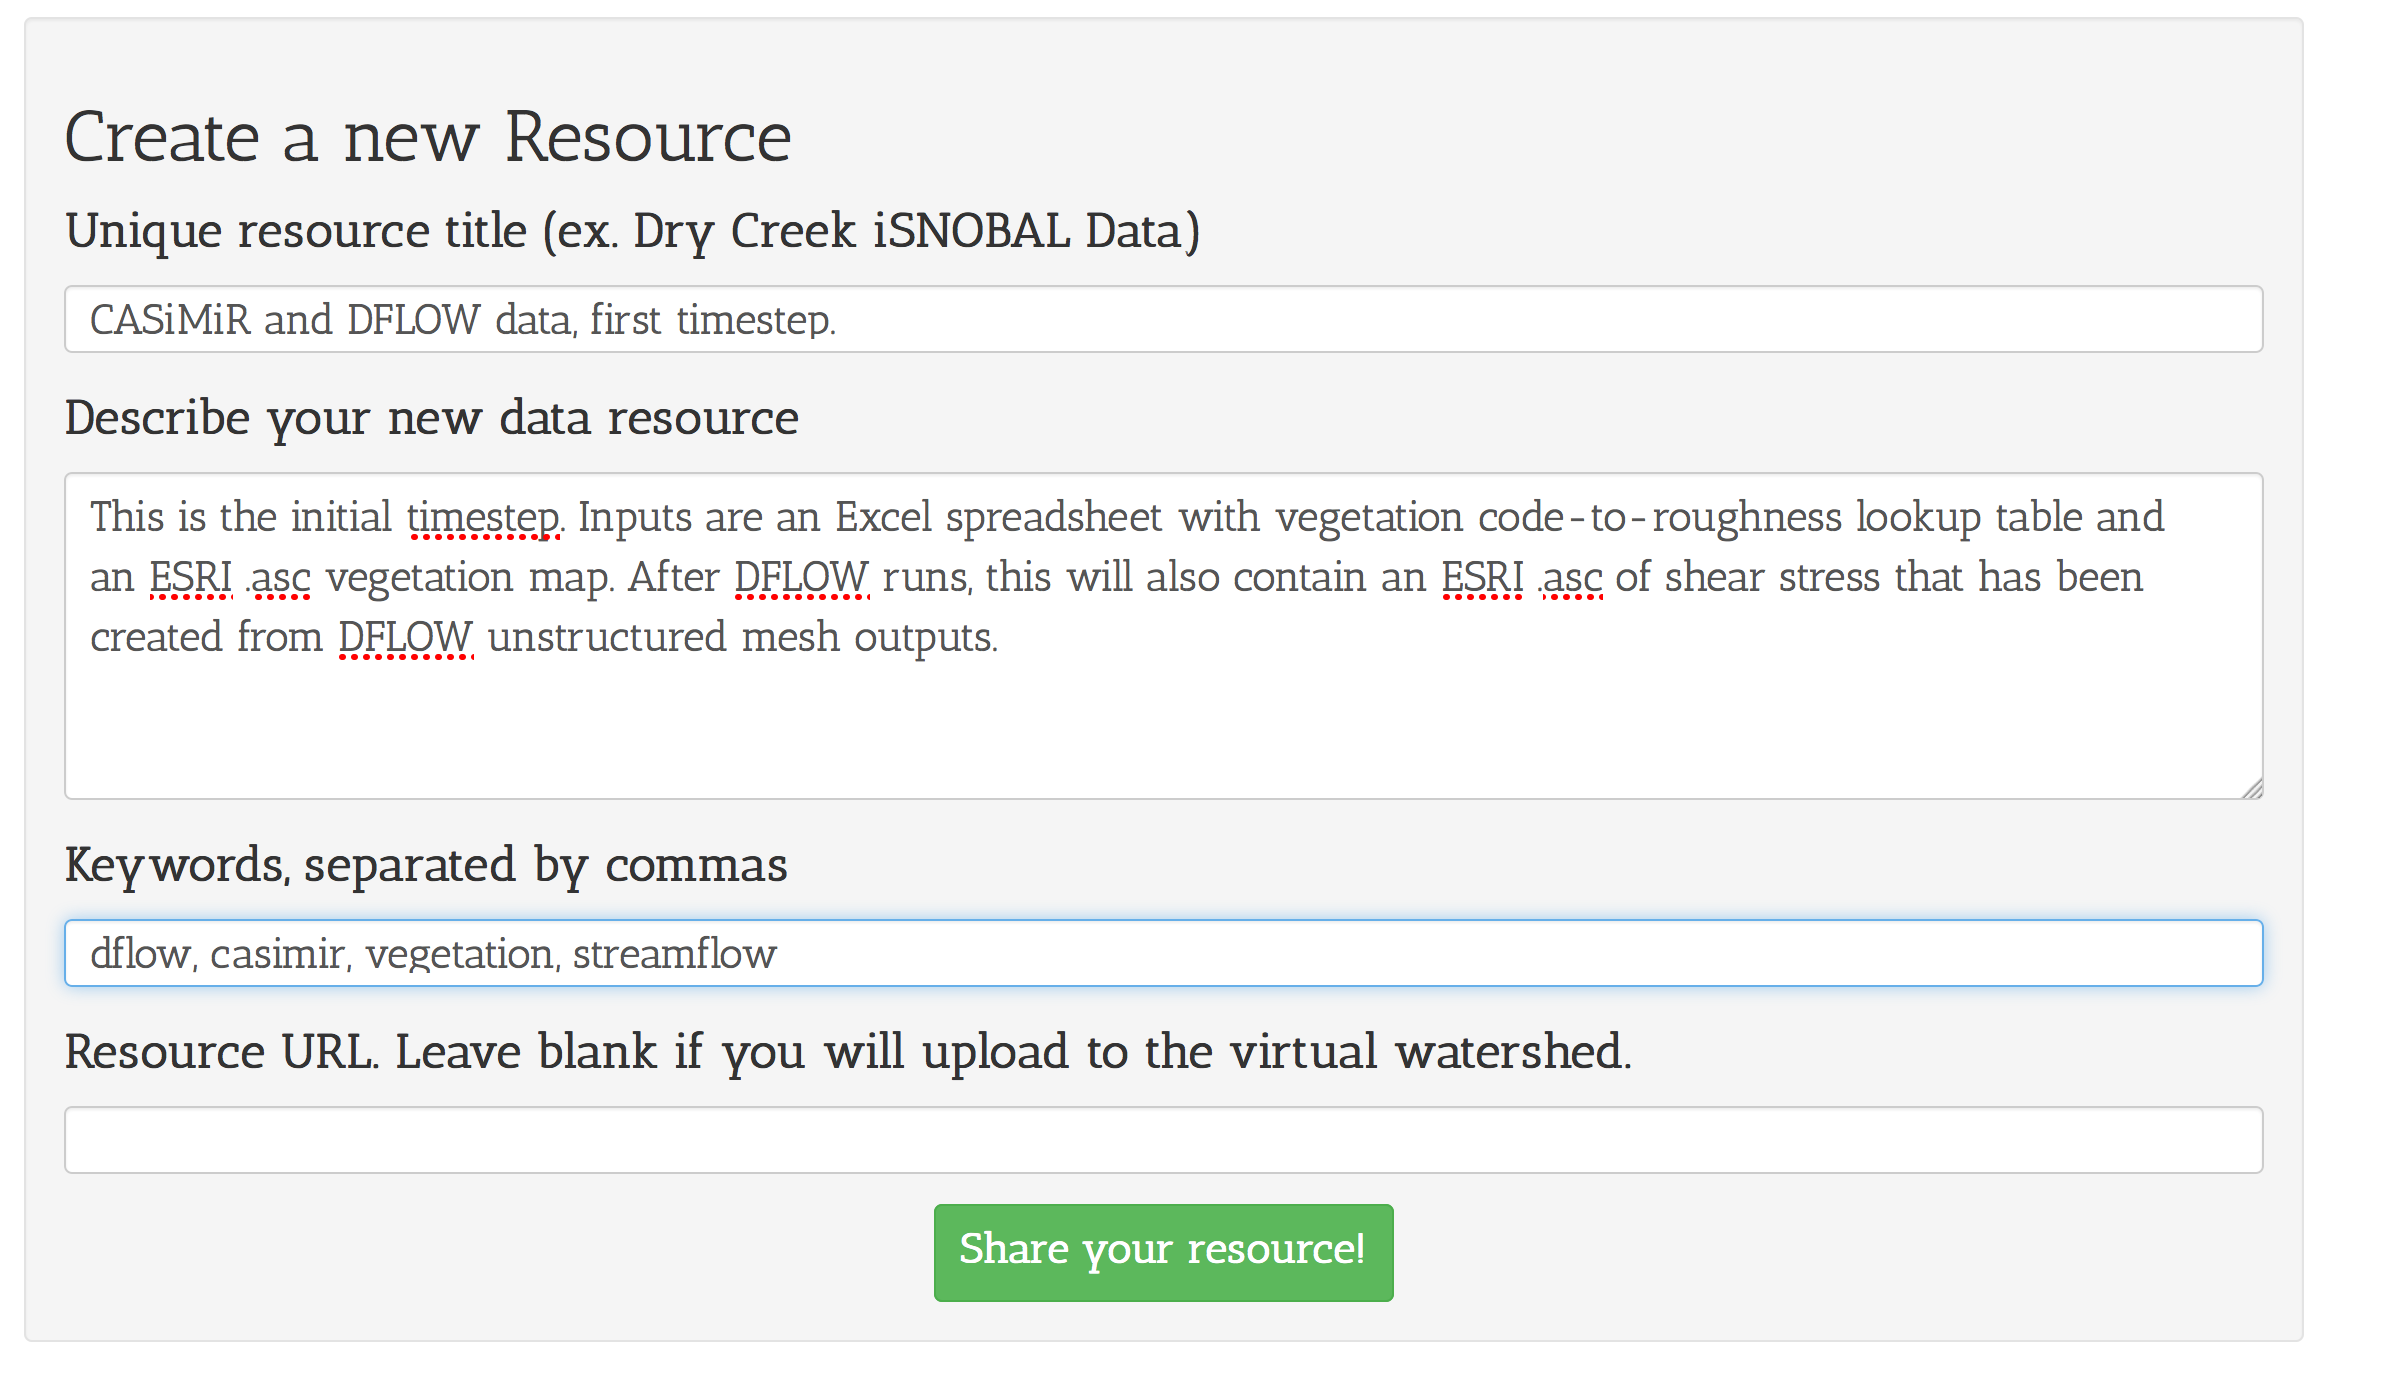 Create a new Resource
Unique resource title (ex. Dry Creek iSNOBAL Data)
CASiMiR and DFLOW data, first timestep.
Describe your new data resource
This is the initial timestep. Inputs are an Excel spreadsheet with vegetation code-to-roughness lookup table and
an ESRI .asc vegetation map. After DFLOW runs, this will also contain an ESRI .asc of shear stress that has been
created from DFLOW unstructured mesh outputs.
Keywords, separated by commas
dflow, casimir, vegetation, streamflow
Resource URL. Leave blank if you will upload to the virtual watershed.
Share your resource!